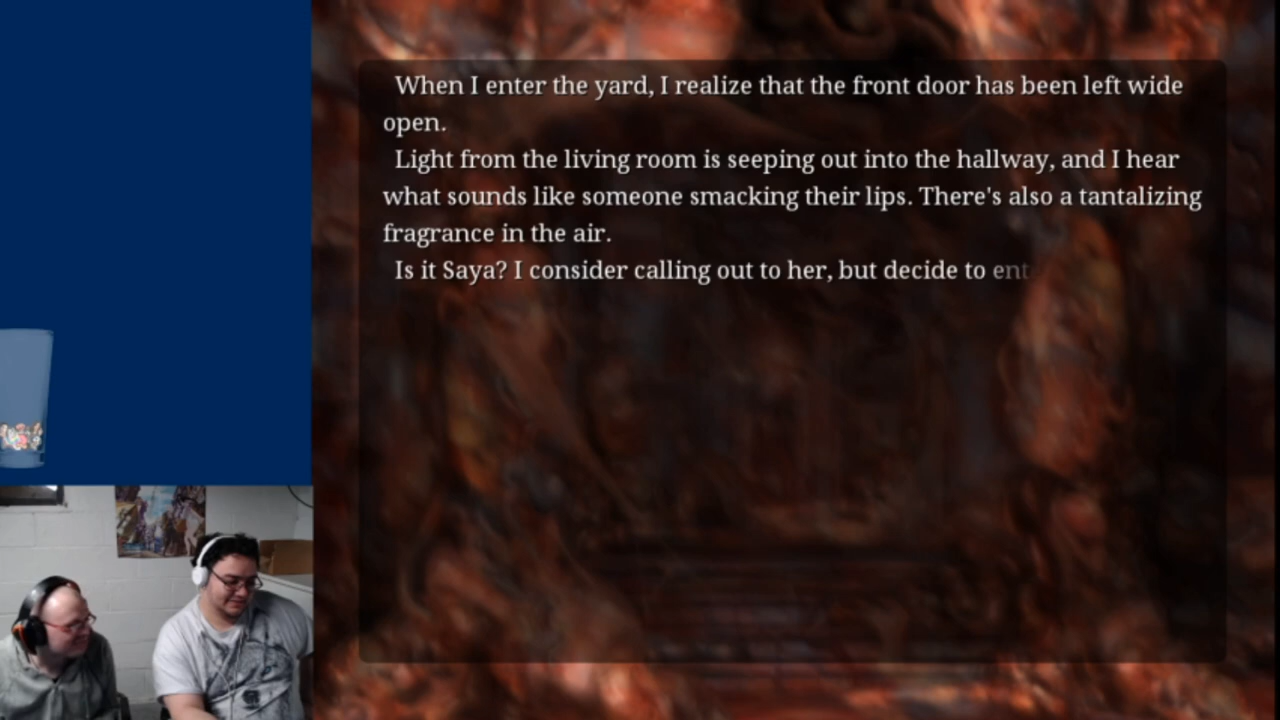 When I enter the yard, I realize that the front door has been left wide
open.
Light from the living room is seeping out into the hallway, and I hear
what sounds like someone smacking their lips. There's also a tantalizing
fragrance in the air.
Is it Saya? I consider calling out to her, but decide to ent